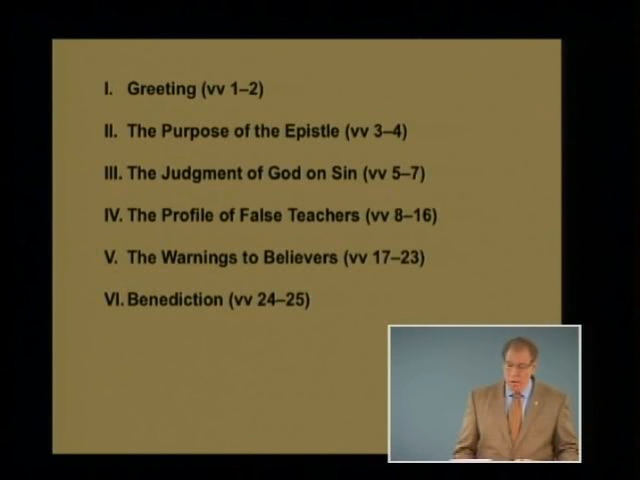 I. Greeting (vv 1–2)
II. The Purpose of the Epistle (vv 3–4)
III. The Judgment of God on Sin (vv 5–7)
IV. The Profile of False Teachers (vv 8–16)
V. The Warnings to Believers (vv 17–23)
VI. Benediction (vv 24–25)